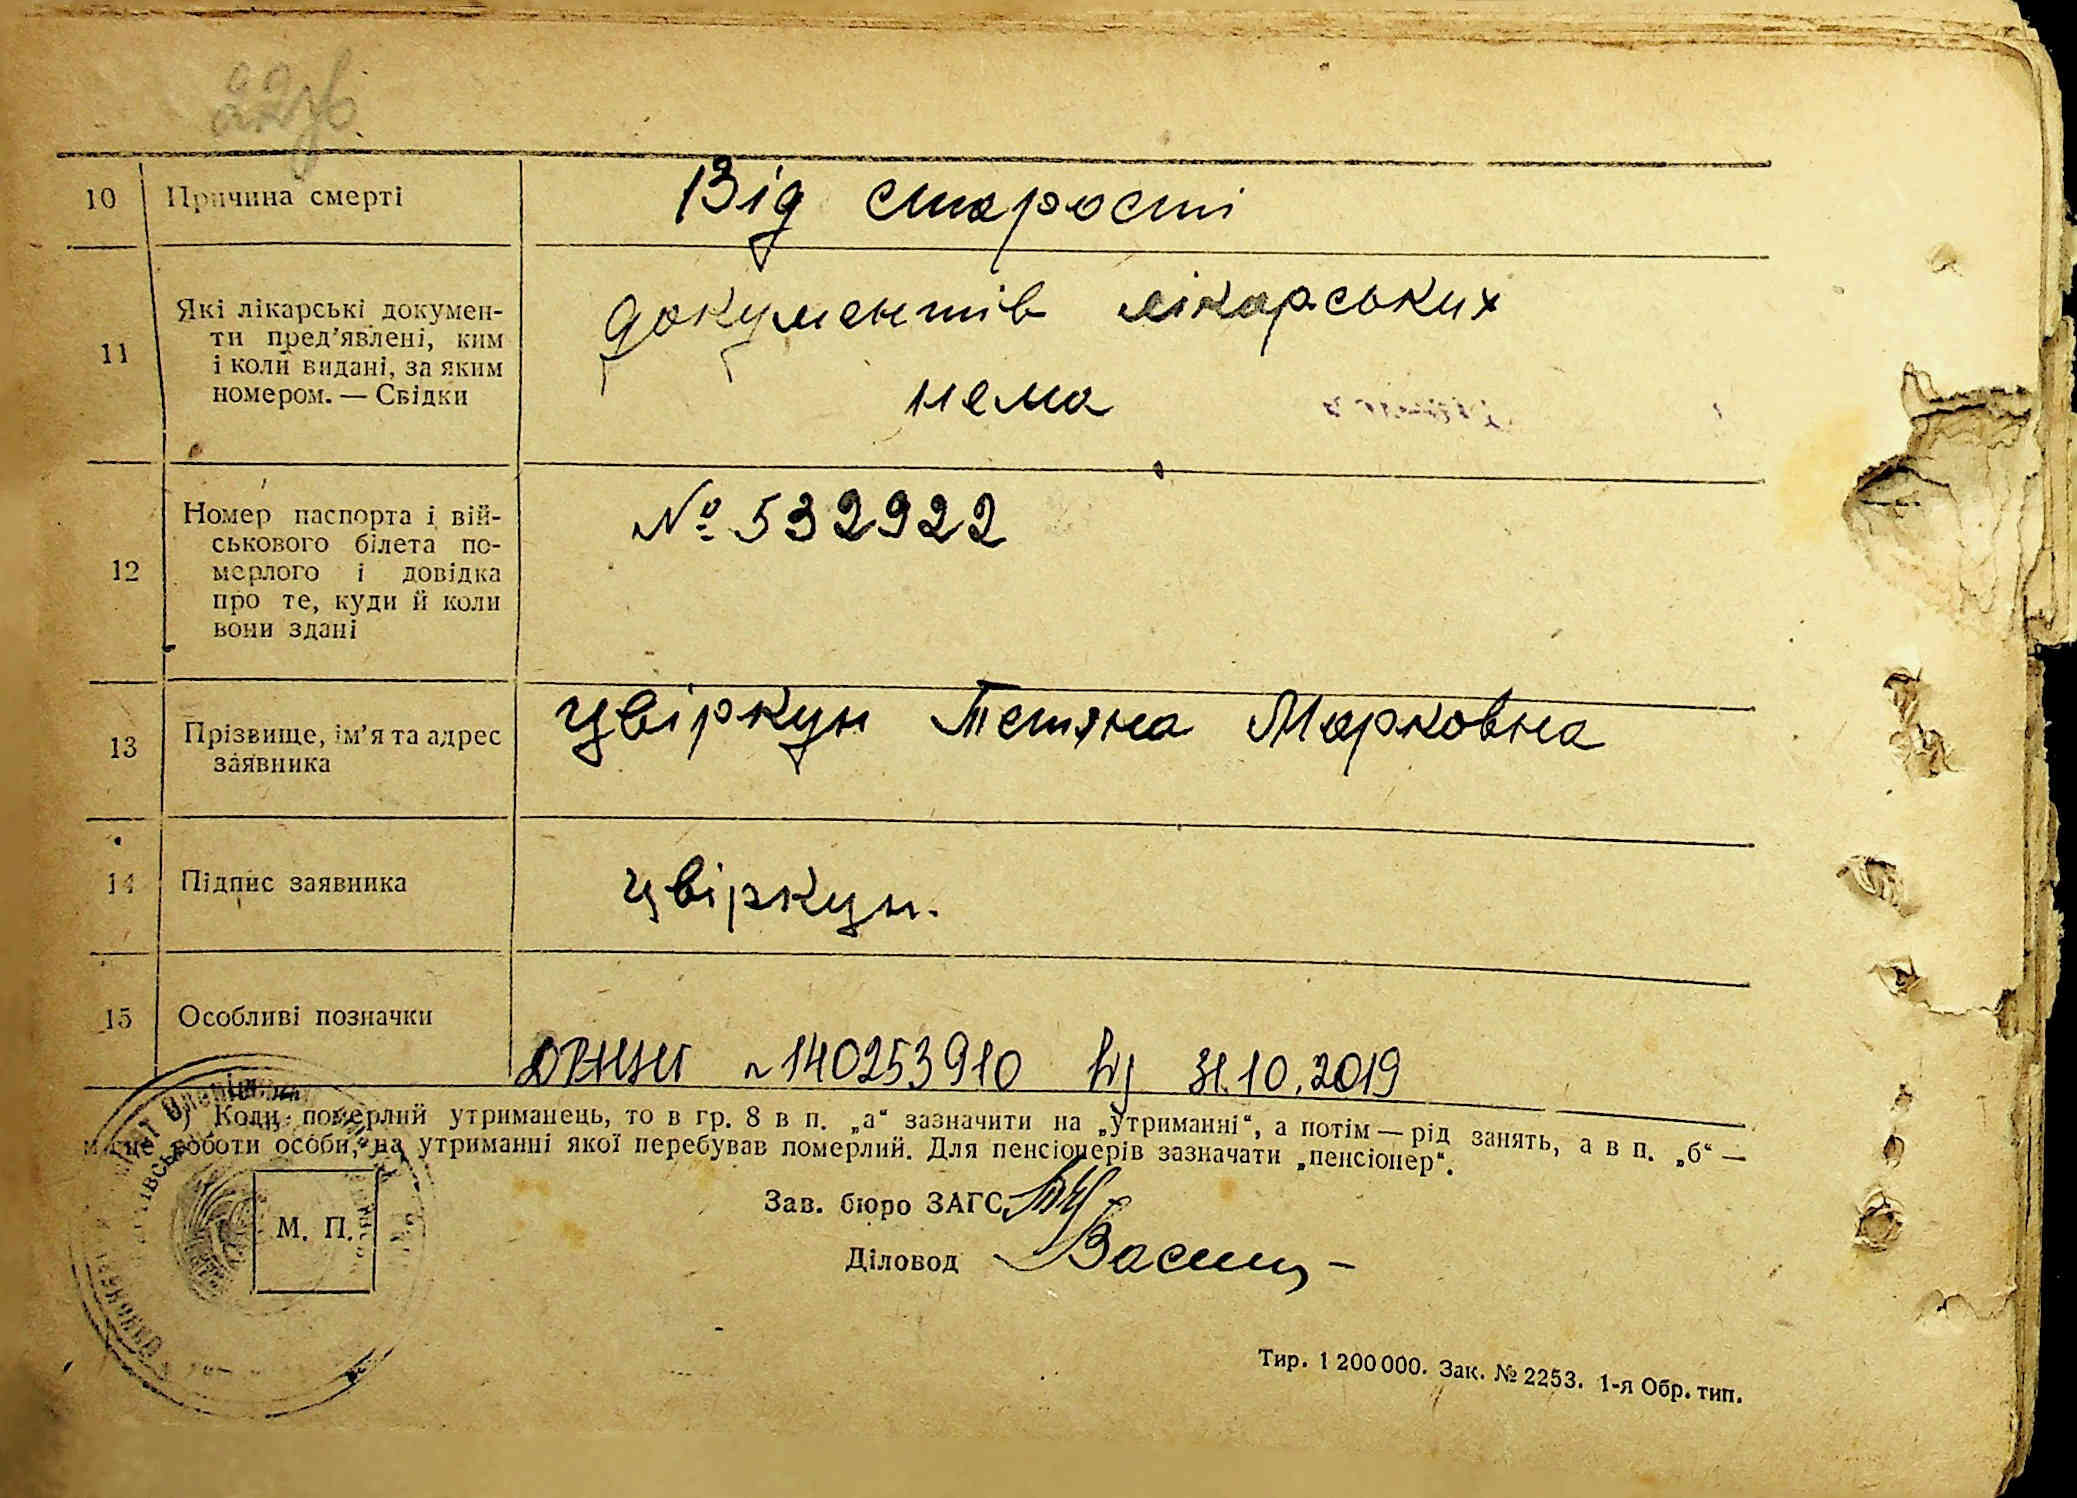 22зв
10 Причина смерті
Від старості
11 Які лікарські докумен-
ти пред’явлені, ким
і коли видані, за яким
номером. — Свідки
документів лікарських
нема
12 Номер паспорта і вій-
ськового білета по-
мерлого і довідка
про те, куди й коли
вони здані
№ 532922
13 Прізвище, ім’я та адрес
заявника
Цвіркун Тетяна Марковна
14 Підпис заявника
Цвіркун.
15 Особливі позначки
ДРАЦСГ 140253910 від 31.10.2019
) Коли померлий утриманець, то в гр. 8 в п. „а“ зазначити на „утриманні“, а потім — рід занять, а в п. „б“ —
місце роботи особи, на утриманні якої перебував померлий. Для пенсіонерів зазначати „пенсіонер“.
Зав. бюро ЗАГС
Діловод
М. П.
Тир. 1 200 000. Зак. № 2253. 1-я Обр. тип.